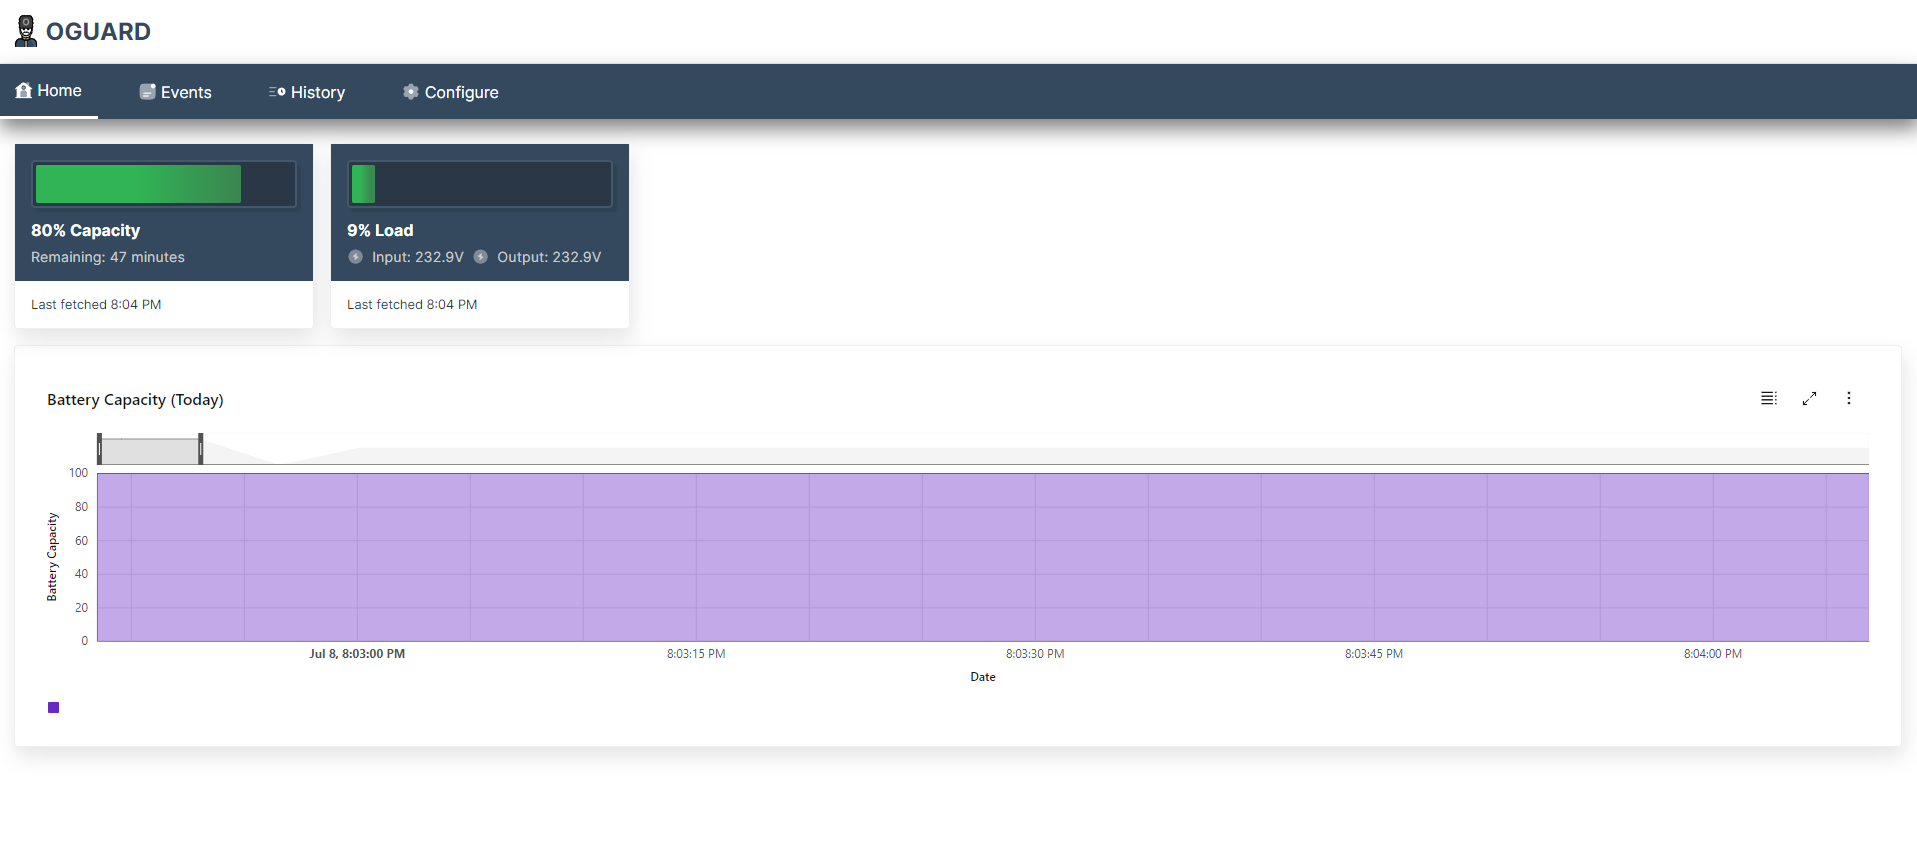 OGUARD
Home Events History Configure
80% Capacity
Remaining: 47 minutes
Last fetched 8:04 PM
9% Load
Input: 232.9V Output: 232.9V
Last fetched 8:04 PM
Battery Capacity (Today)
100
80
60
40
20
0
Battery Capacity
Jul 8, 8:03:00 PM 8:03:15 PM 8:03:30 PM 8:03:45 PM 8:04:00 PM
Date